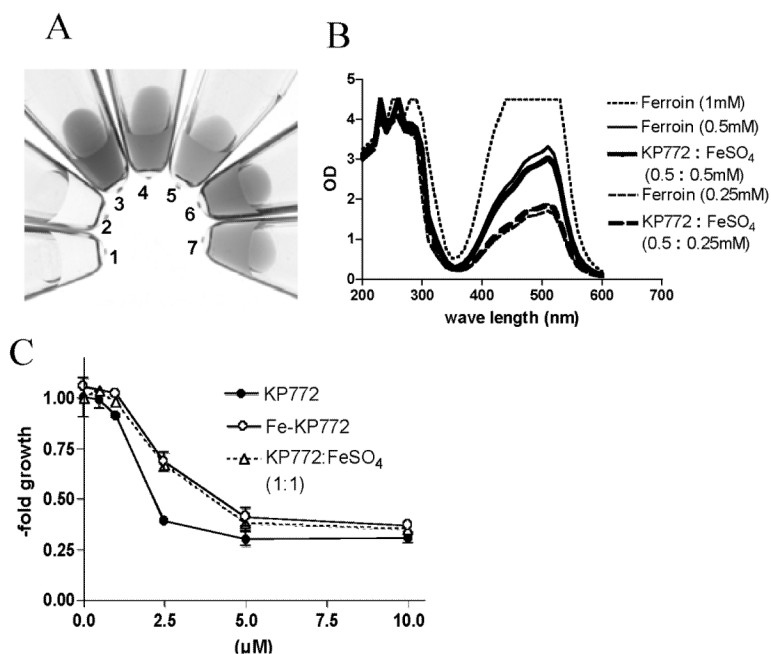 A
1
2
3
4
5
6
7
B
OD
5
4
3
2
1
0
200 300 400 500 600 700
wave length (nm)
Ferroin (1mM)
Ferroin (0.5mM)
KP772 : FeSO4
(0.5 : 0.5mM)
Ferroin (0.25mM)
KP772 : FeSO4
(0.5 : 0.25mM)
C
-fold growth
1.00
0.75
0.50
0.25
0.00
0.0 2.5 5.0 7.5 10.0
(µM)
KP772
Fe-KP772
KP772:FeSO4
(1:1)